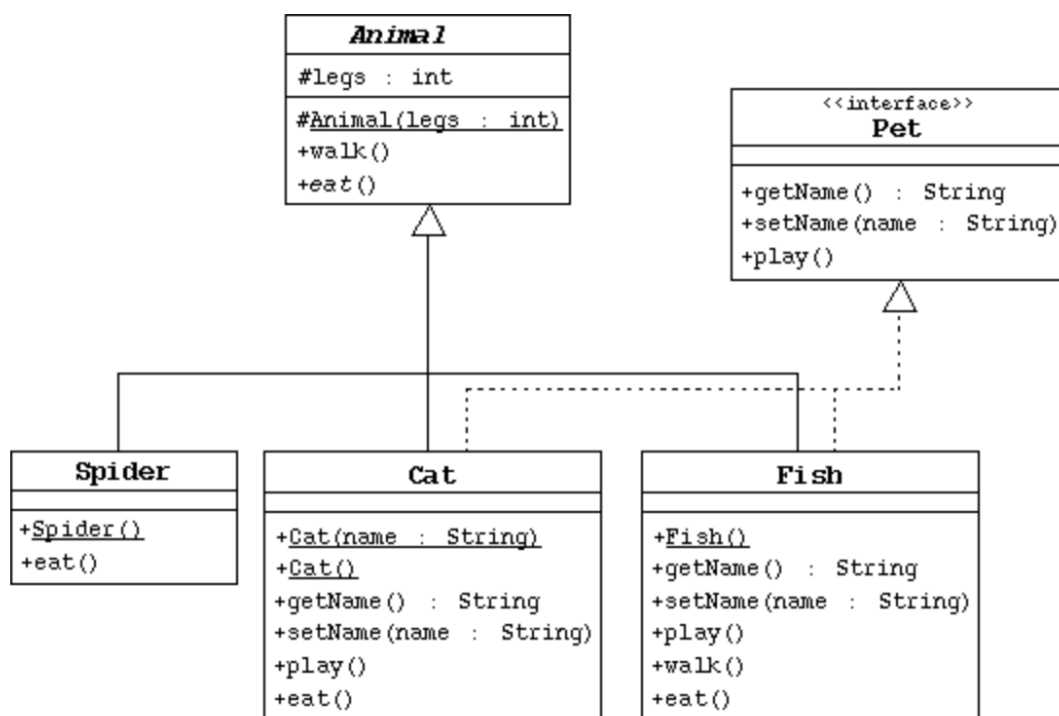 Animal
#legs : int
#Animal(legs : int)
+walk()
+eat()
<<interface>>
Pet
+getName() : String
+setName(name : String)
+play()
Spider
+Spider()
+eat()
Cat
+Cat(name : String)
+Cat()
+getName() : String
+setName(name : String)
+play()
+eat()
Fish
+Fish()
+getName() : String
+setName(name : String)
+play()
+walk()
+eat()